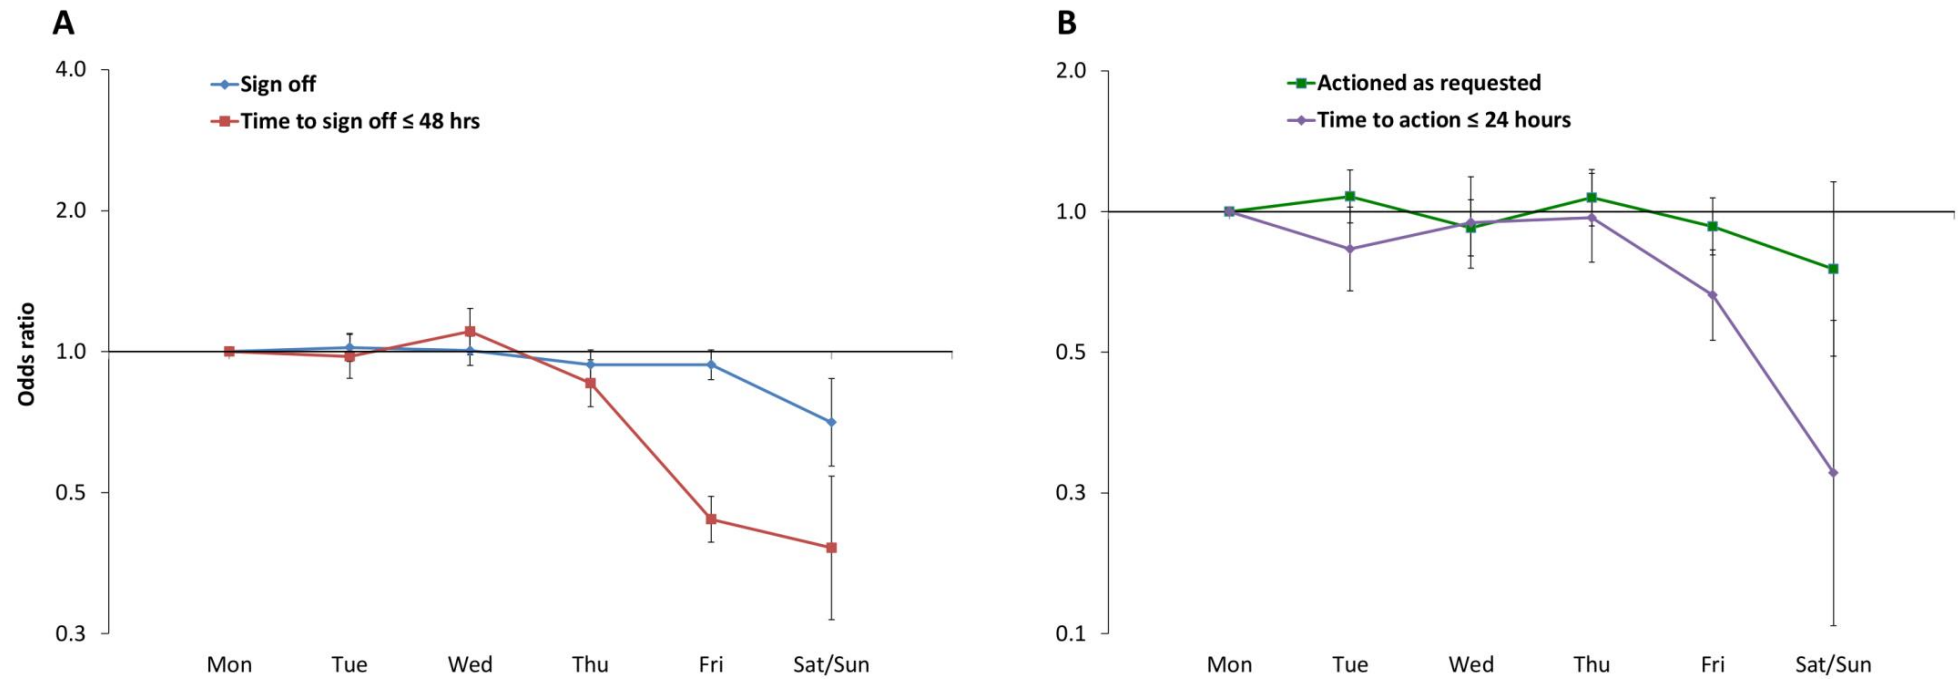 A
4.0
2.0
1.0
0.5
0.3
Odds ratio
Sign off
Time to sign off ≤ 48 hrs
Mon Tue Wed Thu Fri Sat/Sun
B
2.0
1.0
0.5
0.3
0.1
Actioned as requested
Time to action ≤ 24 hours
Mon Tue Wed Thu Fri Sat/Sun